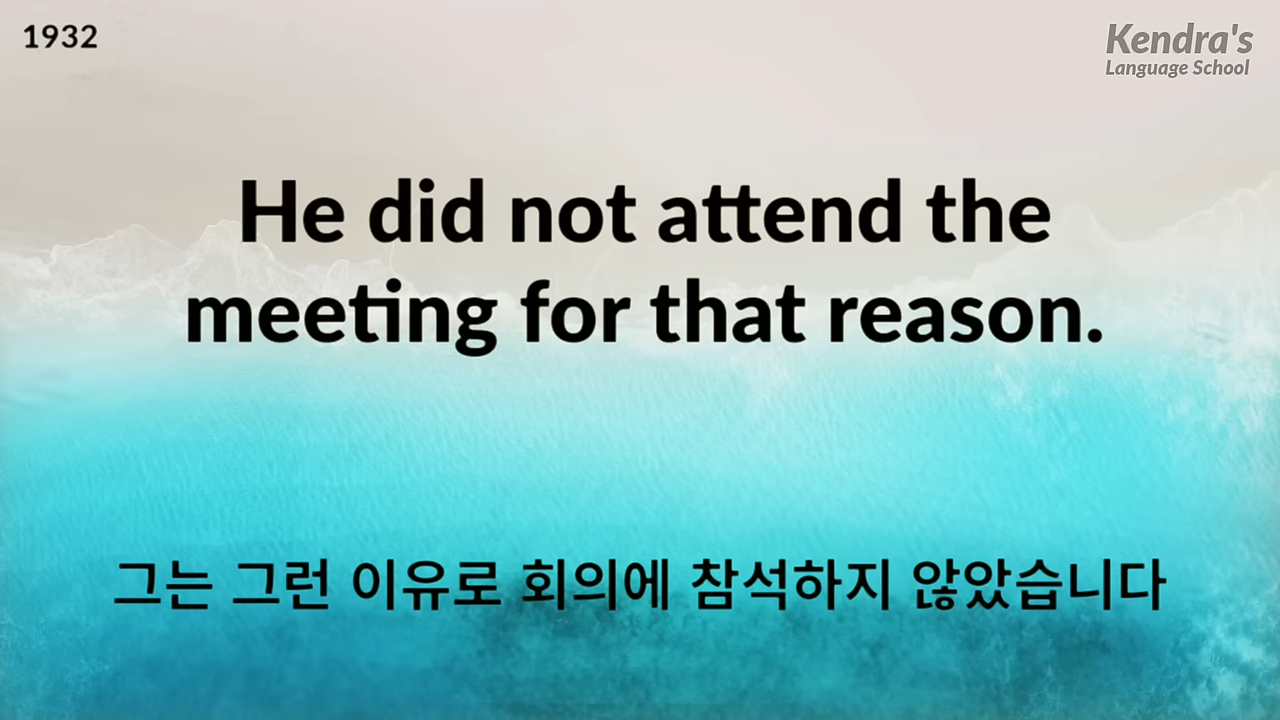 1932
Kendra's
Language School
He did not attend the
meeting for that reason.
그는 그런 이유로 회의에 참석하지 않았습니다